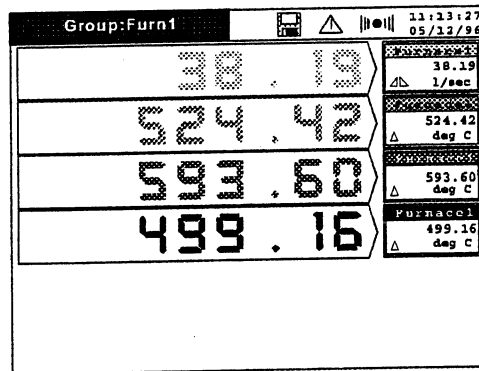 Group:Furn1
11:13:27
05/12/96
38.19
524.42
593.60
499.16
38.19
l/sec
524.42
deg C
593.60
deg C
Furnace1
499.16
deg C